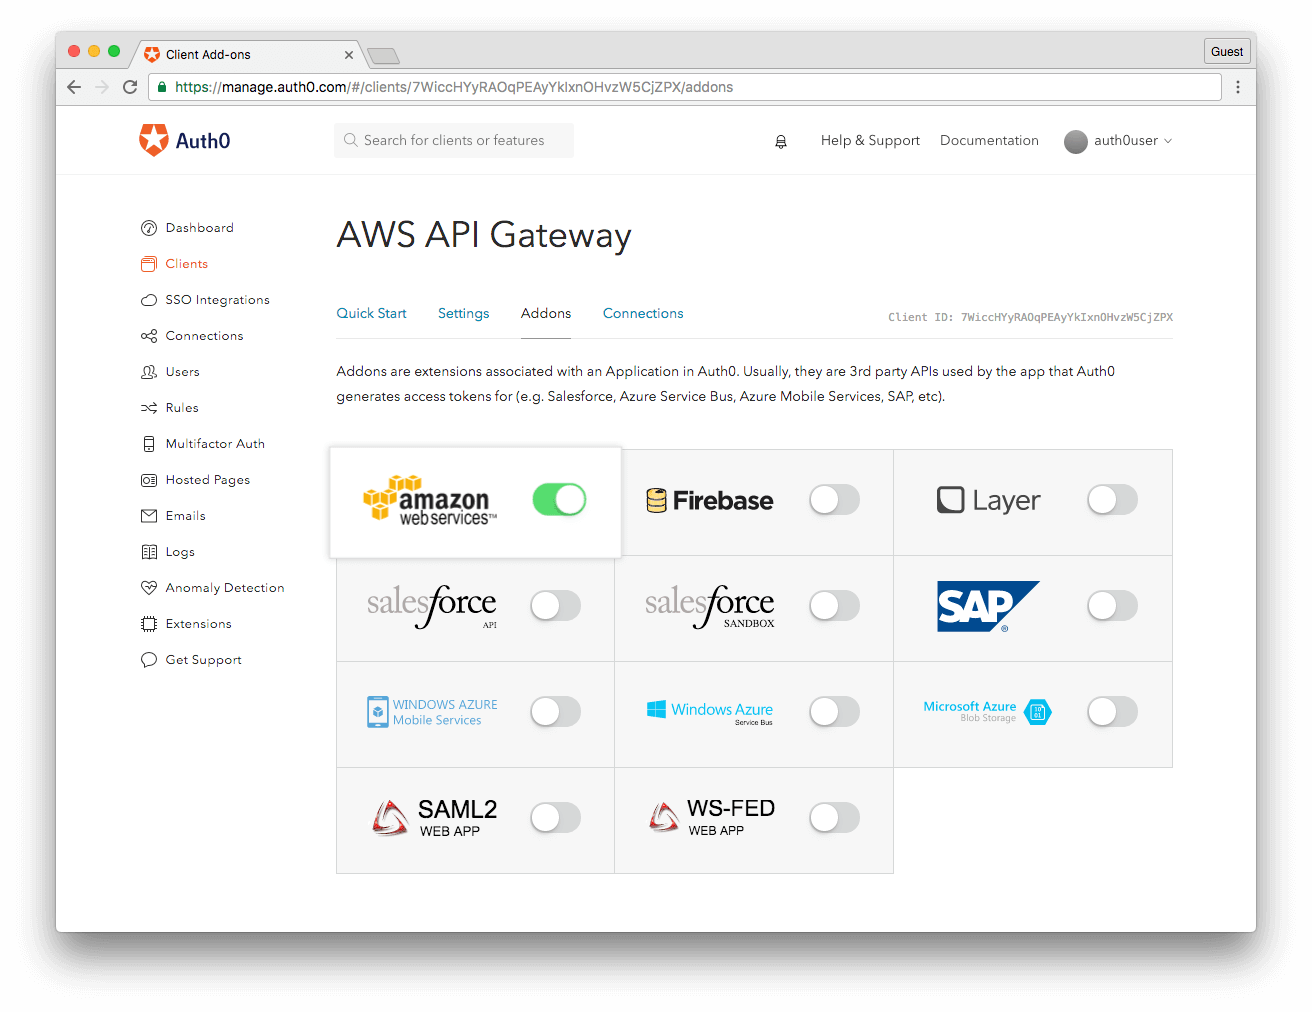 Client Add-ons
Guest
https://manage.auth0.com/#/clients/7WiccHYyRAOqPEAyYkIxnOHvzW5CjZPX/addons
Auth0
Search for clients or features
Help & Support
Documentation
auth0user
Dashboard
Clients
SSO Integrations
Connections
Users
Rules
Multifactor Auth
Hosted Pages
Emails
Logs
Anomaly Detection
Extensions
Get Support
AWS API Gateway
Quick Start
Settings
Addons
Connections
Client ID: 7WiccHYyRAOqPEAyYkIxnOHvzW5CjZPX
Addons are extensions associated with an Application in Auth0. Usually, they are 3rd party APIs used by the app that Auth0
generates access tokens for (e.g. Salesforce, Azure Service Bus, Azure Mobile Services, SAP, etc).
amazon
web services™
Firebase
Layer
salesforce
API
salesforce
SANDBOX
SAP®
WINDOWS AZURE
Mobile Services
Windows Azure
Service Bus
Microsoft Azure
Blob Storage
10
01
SAML2
WEB APP
WS-FED
WEB APP